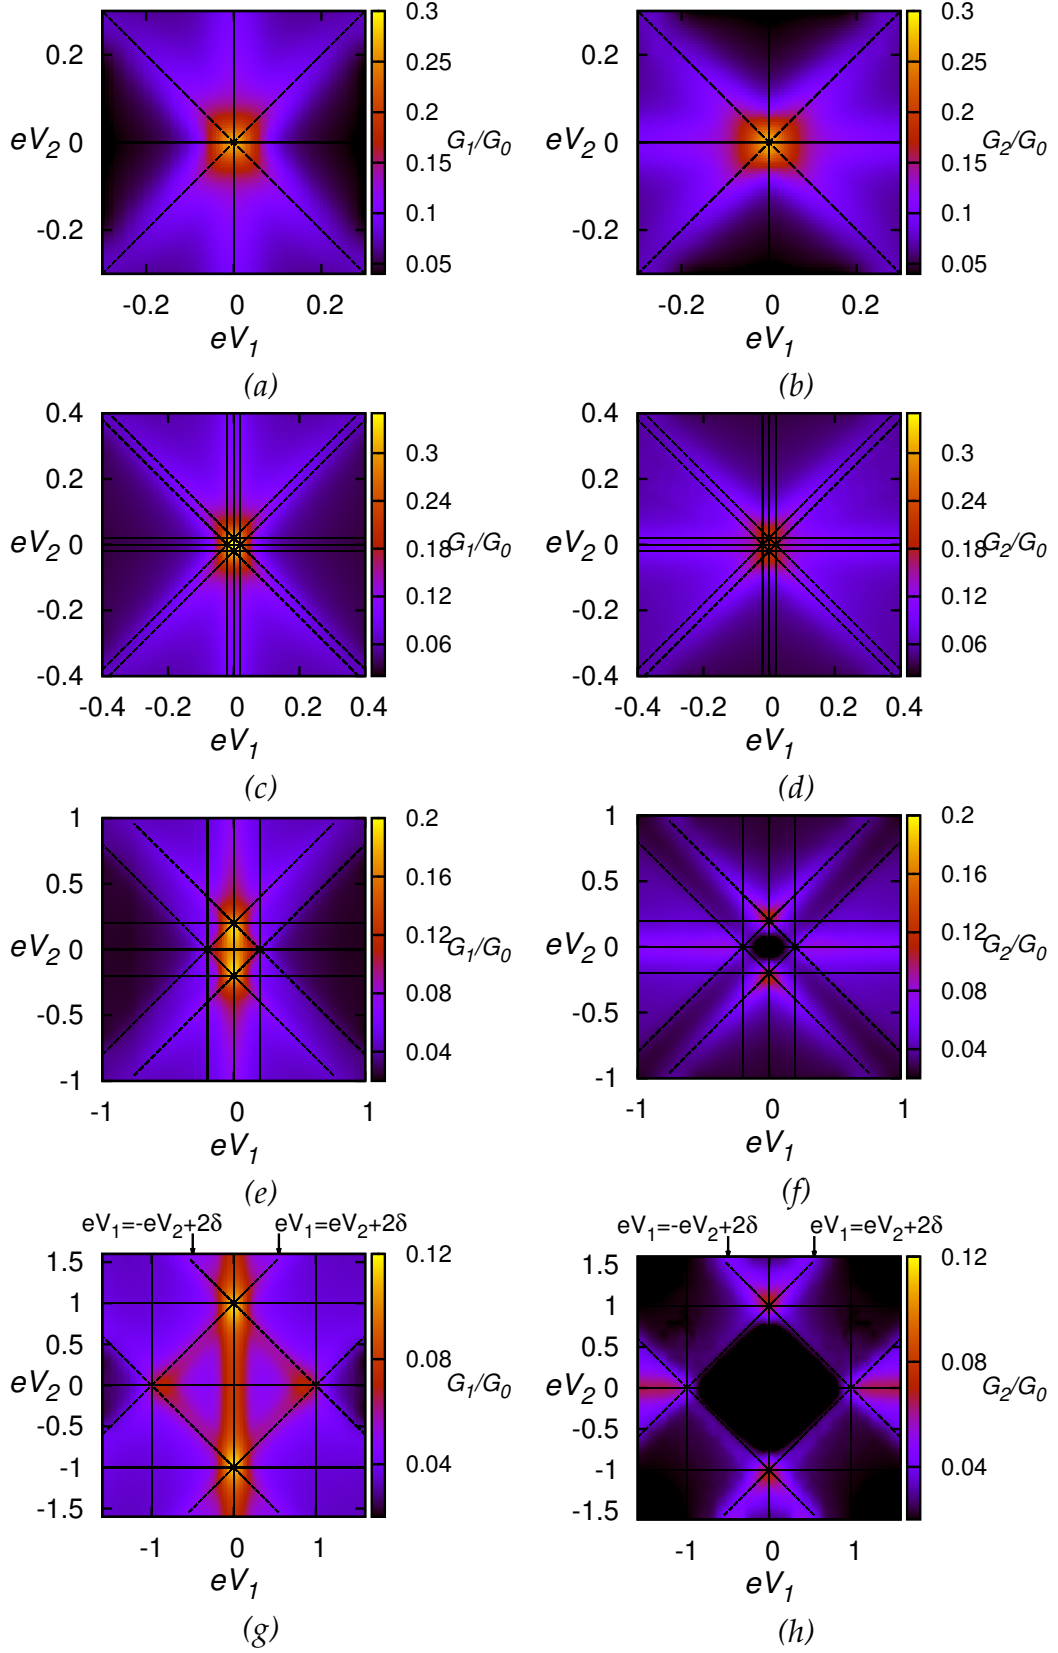 0.3
0.25
0.2
0.15
0.1
0.05
0.2
eV2 0
-0.2
G1/G0
-0.2 0 0.2
eV1
(a)
0.3
0.25
0.2
0.15
0.1
0.05
0.2
eV2 0
-0.2
G2/G0
-0.2 0 0.2
eV1
(b)
0.4
0.2
eV2 0
-0.2
-0.4
0.3
0.24
0.18
0.12
0.06
G1/G0
-0.4 -0.2 0 0.2 0.4
eV1
(c)
0.4
0.2
eV2 0
-0.2
-0.4
0.3
0.24
0.18
0.12
0.06
G2/G0
-0.4 -0.2 0 0.2 0.4
eV1
(d)
1
0.5
eV2 0
-0.5
-1
0.2
0.16
0.12
0.08
0.04
G1/G0
-1 0 1
eV1
(e)
1
0.5
eV2 0
-0.5
-1
0.2
0.16
0.12
0.08
0.04
G2/G0
-1 0 1
eV1
(f)
eV1=-eV2+2δ eV1=eV2+2δ
1.5
1
0.5
eV2 0
-0.5
-1
-1.5
0.12
0.08
0.04
G1/G0
-1 0 1
eV1
(g)
eV1=-eV2+2δ eV1=eV2+2δ
1.5
1
0.5
eV2 0
-0.5
-1
-1.5
0.12
0.08
0.04
G2/G0
-1 0 1
eV1
(h)